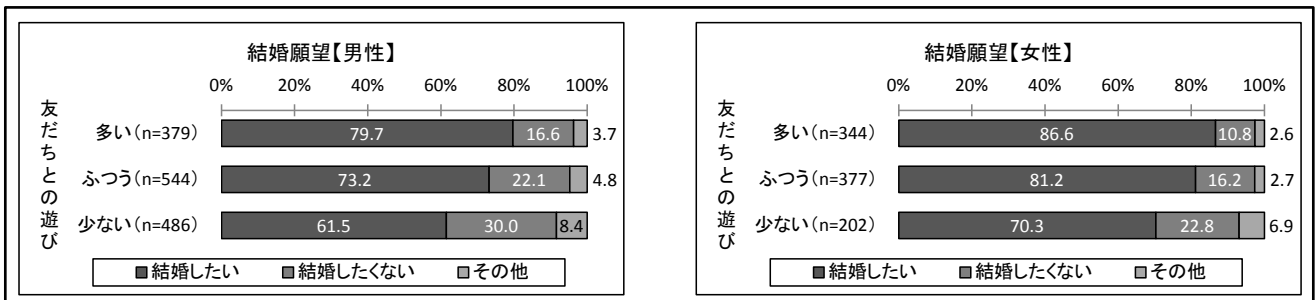 結婚願望【男性】
0% 20% 40% 60% 80% 100%
友だちとの遊び
多い(n=379) 79.7 16.6 3.7
ふつう(n=544) 73.2 22.1 4.8
少ない(n=486) 61.5 30.0 8.4
■結婚したい ■結婚したくない ■その他
結婚願望【女性】
0% 20% 40% 60% 80% 100%
友だちとの遊び
多い(n=344) 86.6 10.8 2.6
ふつう(n=377) 81.2 16.2 2.7
少ない(n=202) 70.3 22.8 6.9
■結婚したい ■結婚したくない ■その他